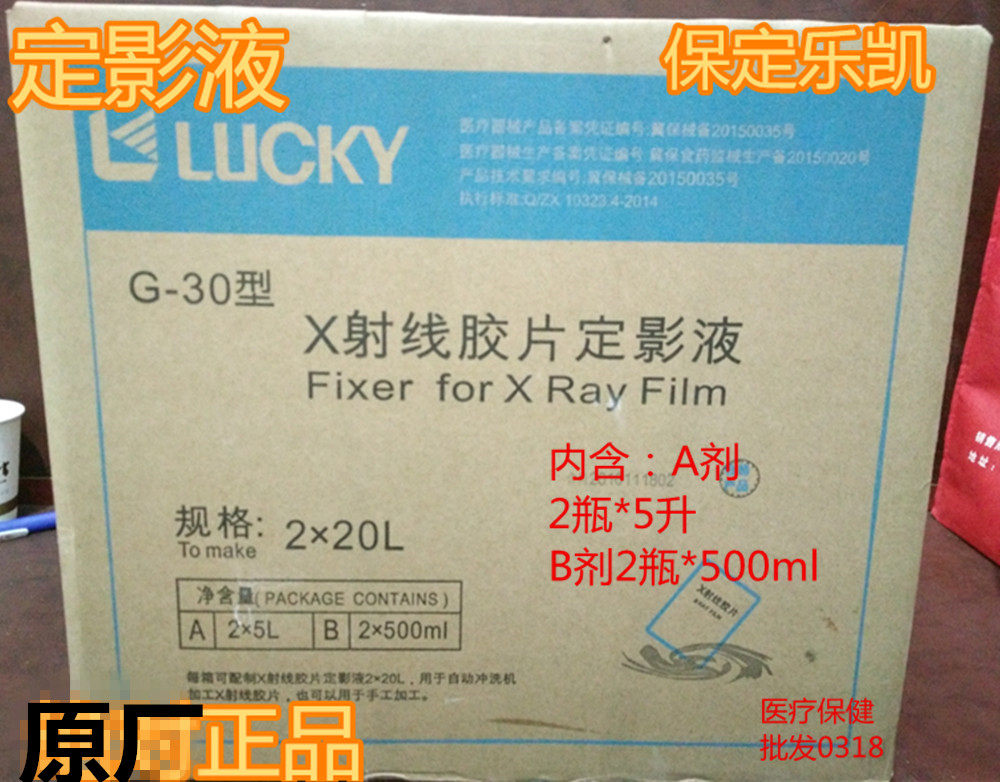 定影液
保定乐凯
LUCKY
医疗器械产品备案凭证编号:冀保械备20150035号
医疗器械生产备案凭证编号:冀保食药监械生产备20150020号
产品技术要求编号:冀保械备20150035号
执行标准:Q/ZX 10323.4-2014
G-30型
X射线胶片定影液
Fixer for X Ray Film
内含：A剂
2瓶*5升
B剂2瓶*500ml
规格: 2×20L
To make
净含量(PACKAGE CONTAINS)
A 2×5L B 2×500ml
X射线胶片
X-RAY FILM
每箱可配制X射线胶片定影液2×20L，用于自动冲洗机
加工X射线胶片，也可以用于手工加工。
原厂正品
医疗保健
批发0318
地址: